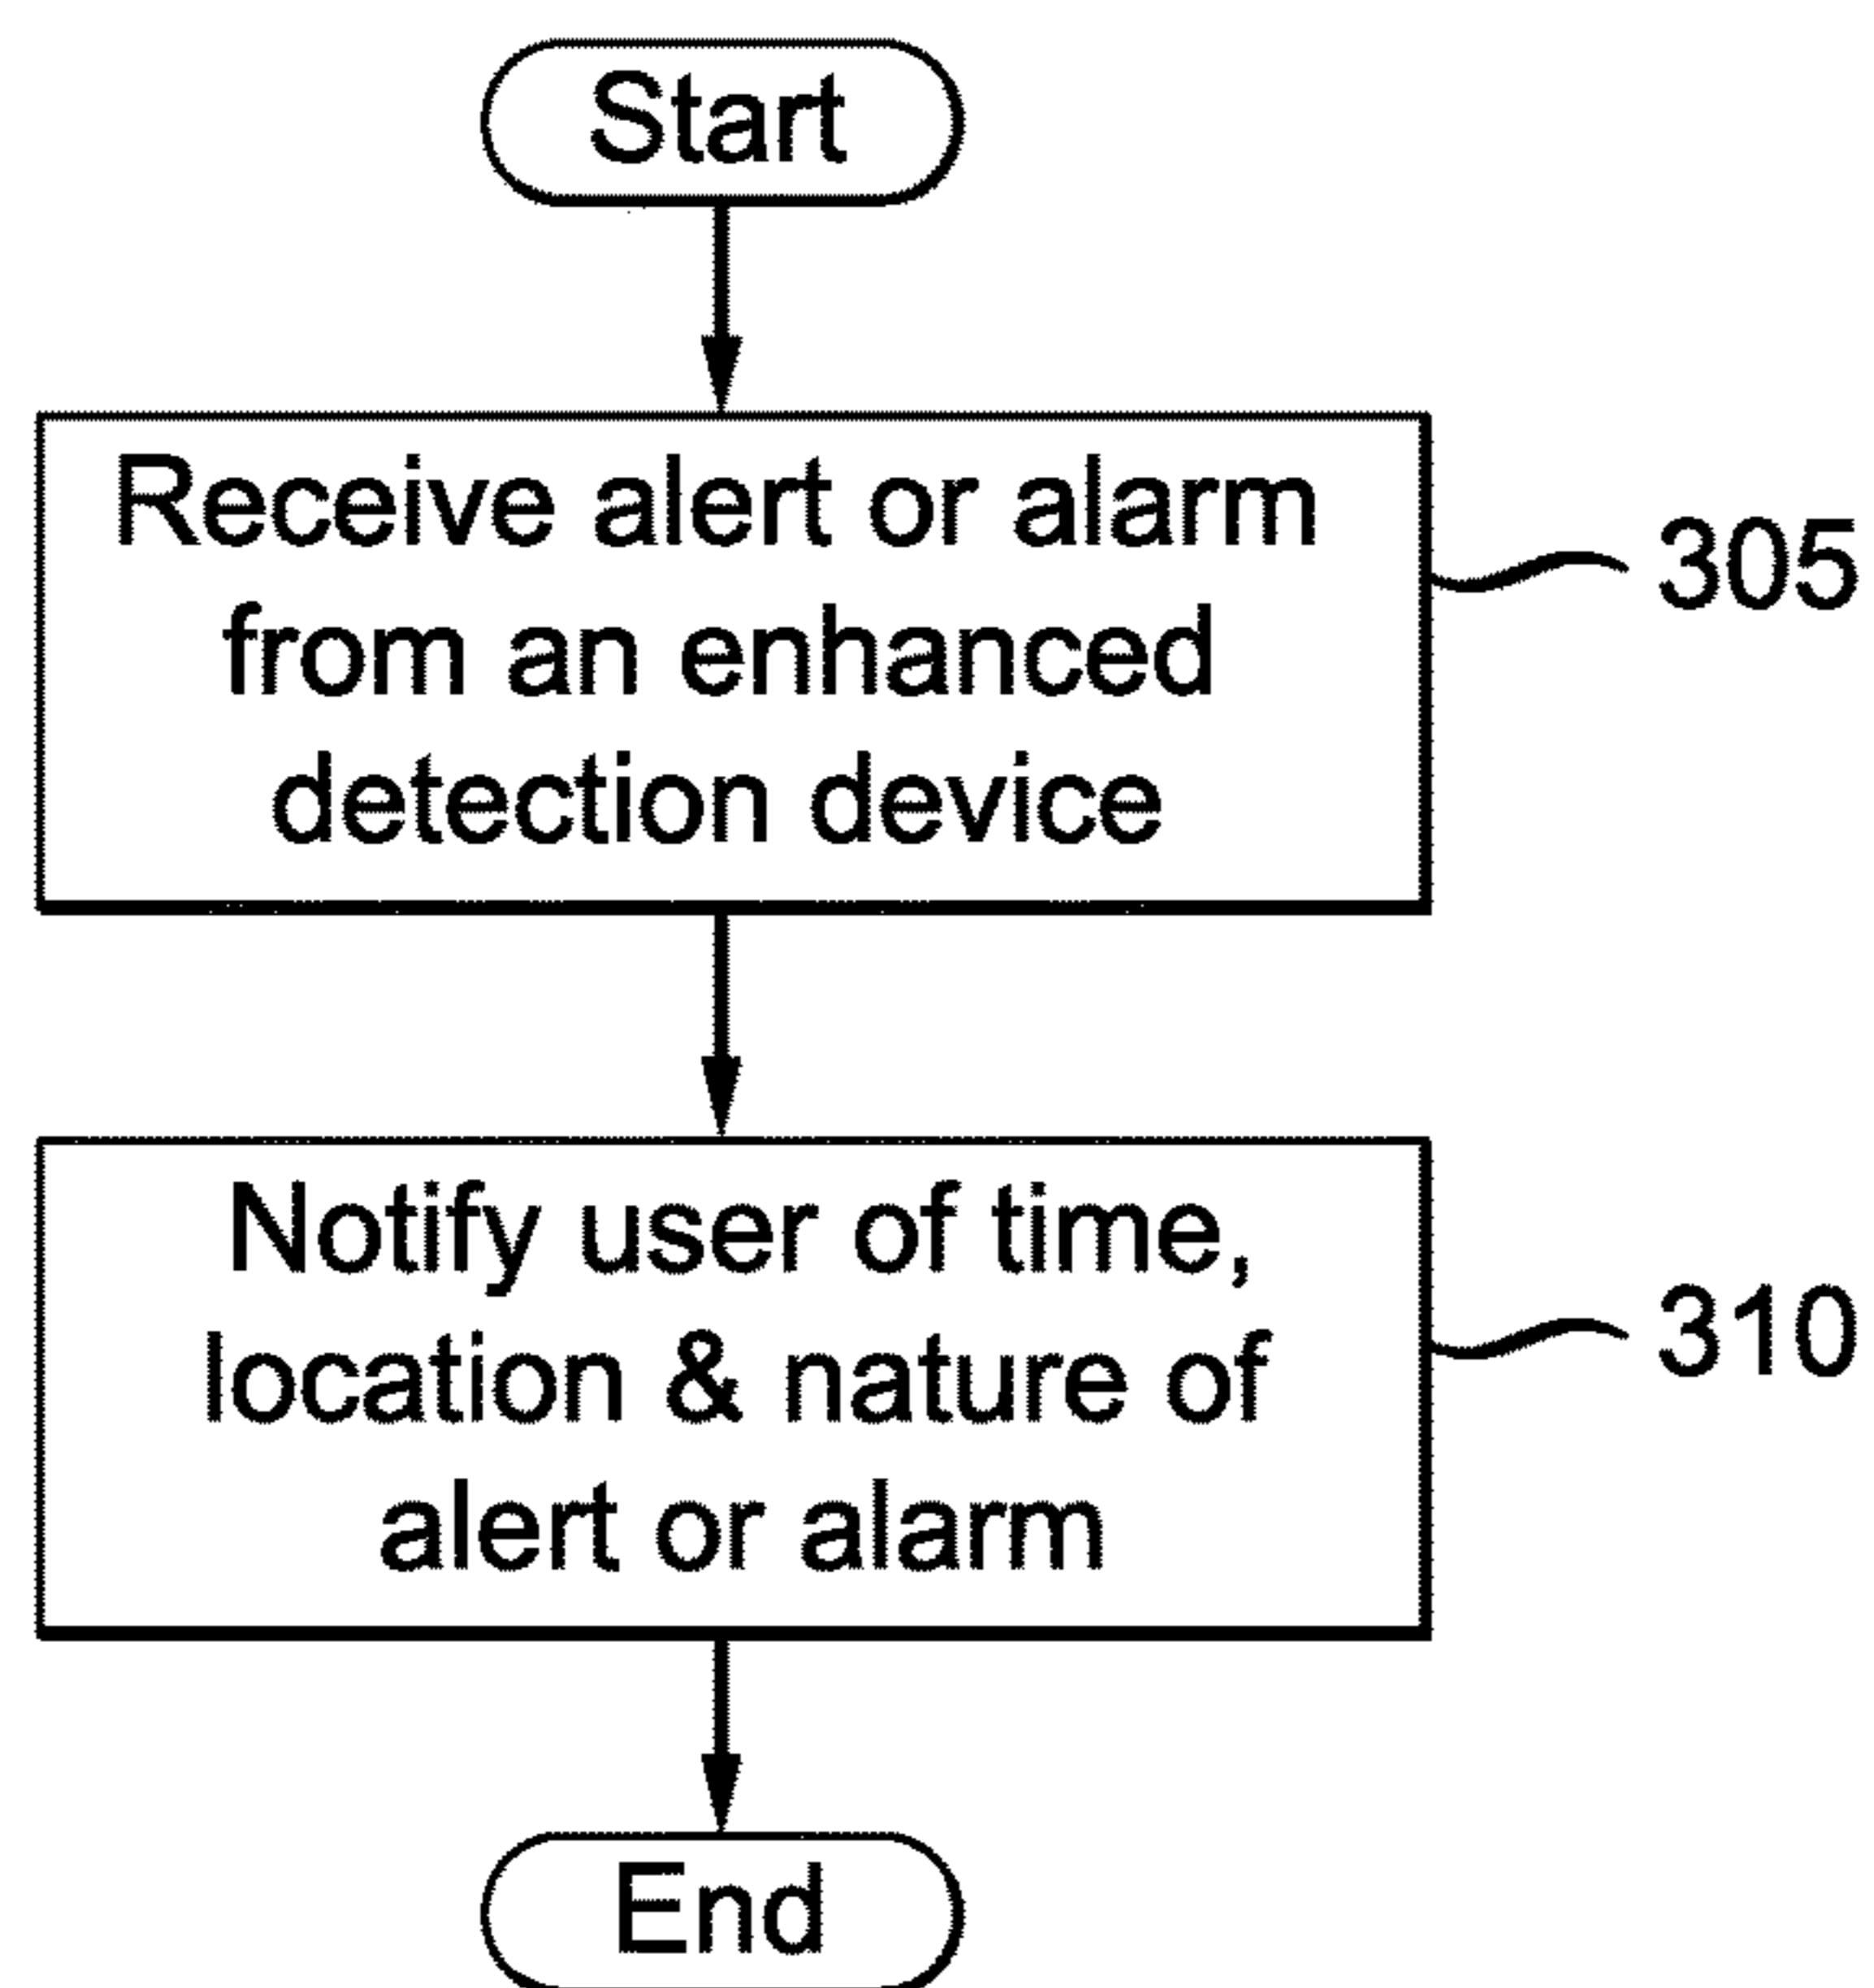 Start
Receive alert or alarm
from an enhanced
detection device
305
Notify user of time,
location & nature of
alert or alarm
310
End